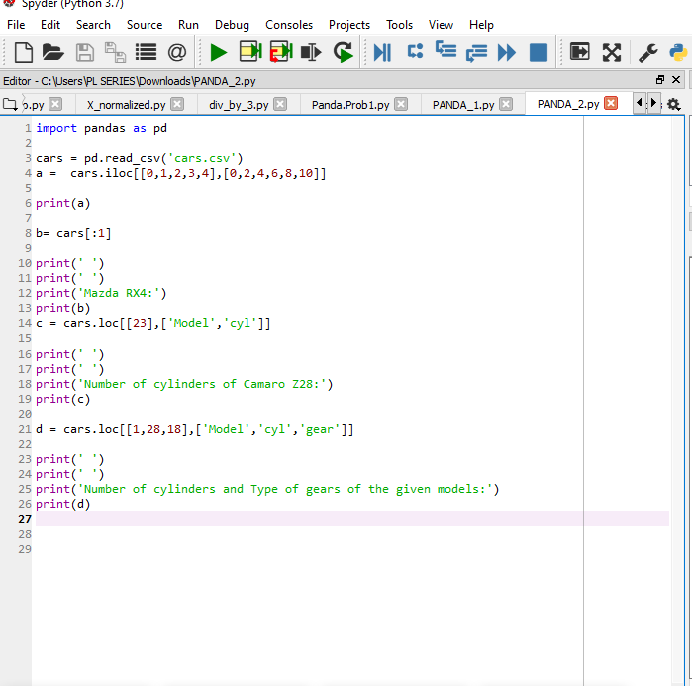 Spyder (Python 3.7)
File Edit Search Source Run Debug Consoles Projects Tools View Help
Editor - C:\Users\PL SERIES\Downloads\PANDA_2.py
.py X_normalized.py div_by_3.py Panda.Prob1.py PANDA_1.py PANDA_2.py
1 import pandas as pd
2
3 cars = pd.read_csv('cars.csv')
4 a =  cars.iloc[[0,1,2,3,4],[0,2,4,6,8,10]]
5
6 print(a)
7
8 b= cars[:1]
9
10 print(' ')
11 print(' ')
12 print('Mazda RX4:')
13 print(b)
14 c = cars.loc[[23],['Model','cyl']]
15
16 print(' ')
17 print(' ')
18 print('Number of cylinders of Camaro Z28:')
19 print(c)
20
21 d = cars.loc[[1,28,18],['Model','cyl','gear']]
22
23 print(' ')
24 print(' ')
25 print('Number of cylinders and Type of gears of the given models:')
26 print(d)
27
28
29